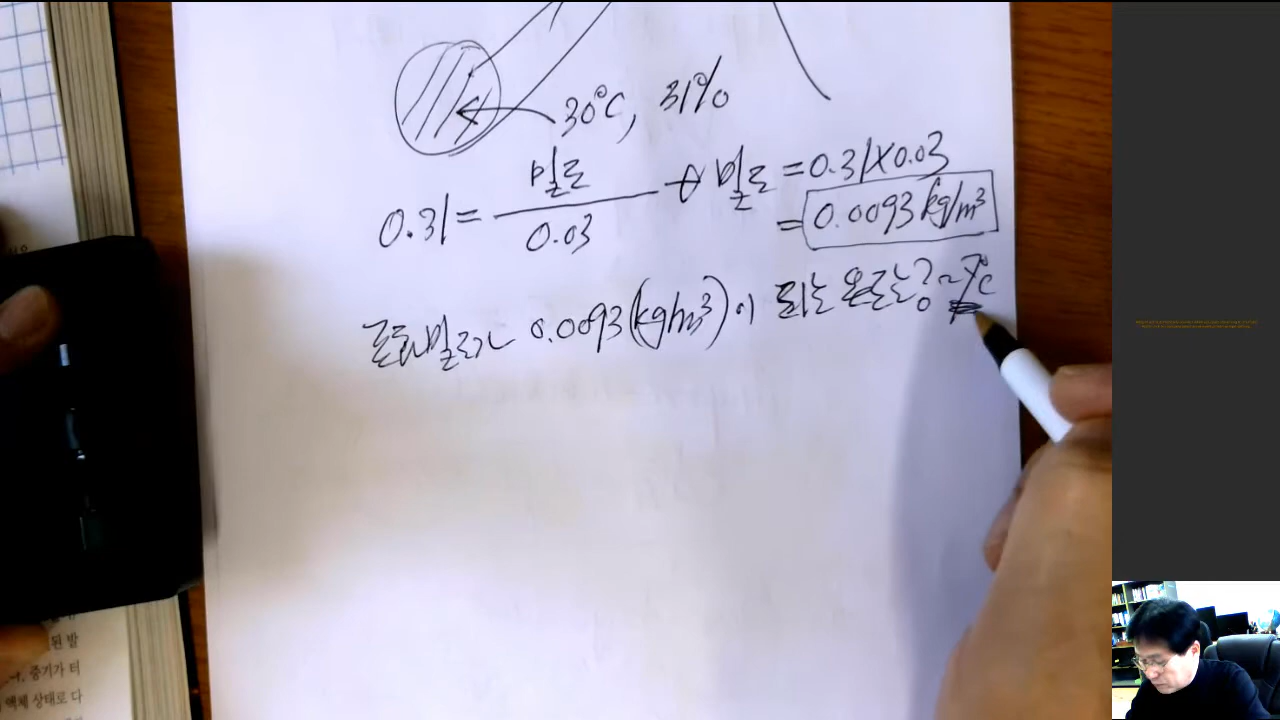 30℃, 31%
0.31 = 밀도 / 0.03 → 밀도 = 0.31×0.03
= 0.0093 kg/m³
포화밀도가 0.0093(kg/m³)이 되는 온도는? ~ ℃
된 발
증기가 터
액체 상태로 다